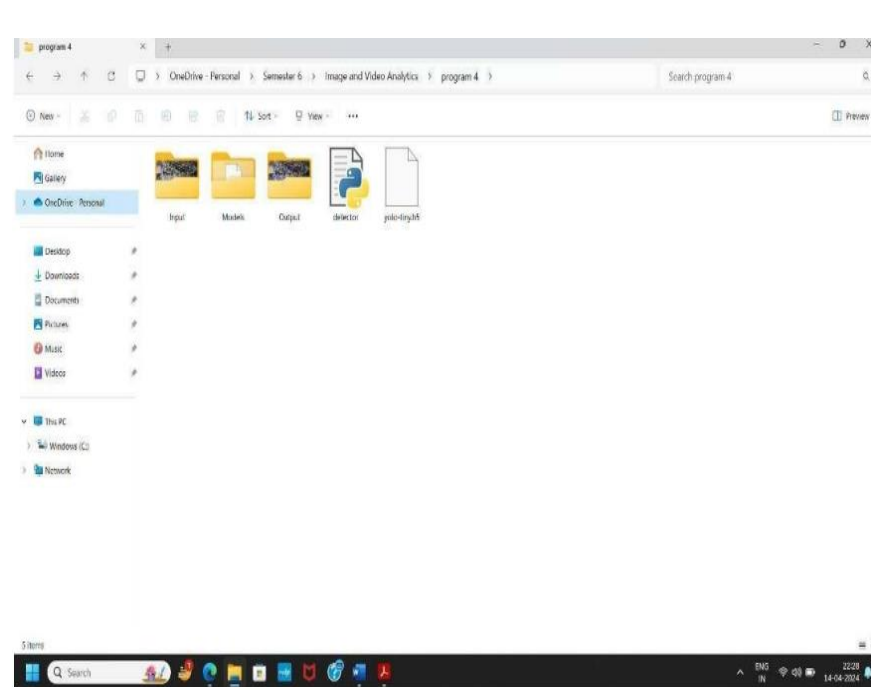 program 4
OneDrive - Personal > Semester 6 > Image and Video Analytics > program 4 >
Search program 4
New
Sort
View
Preview
Home
Gallery
OneDrive - Personal
Input
Models
Output
detector
yolo-tiny.h5
Desktop
Downloads
Documents
Pictures
Music
Videos
This PC
Windows (C:)
Network
5 items
Search
ENG
IN
22:28
14-04-2024